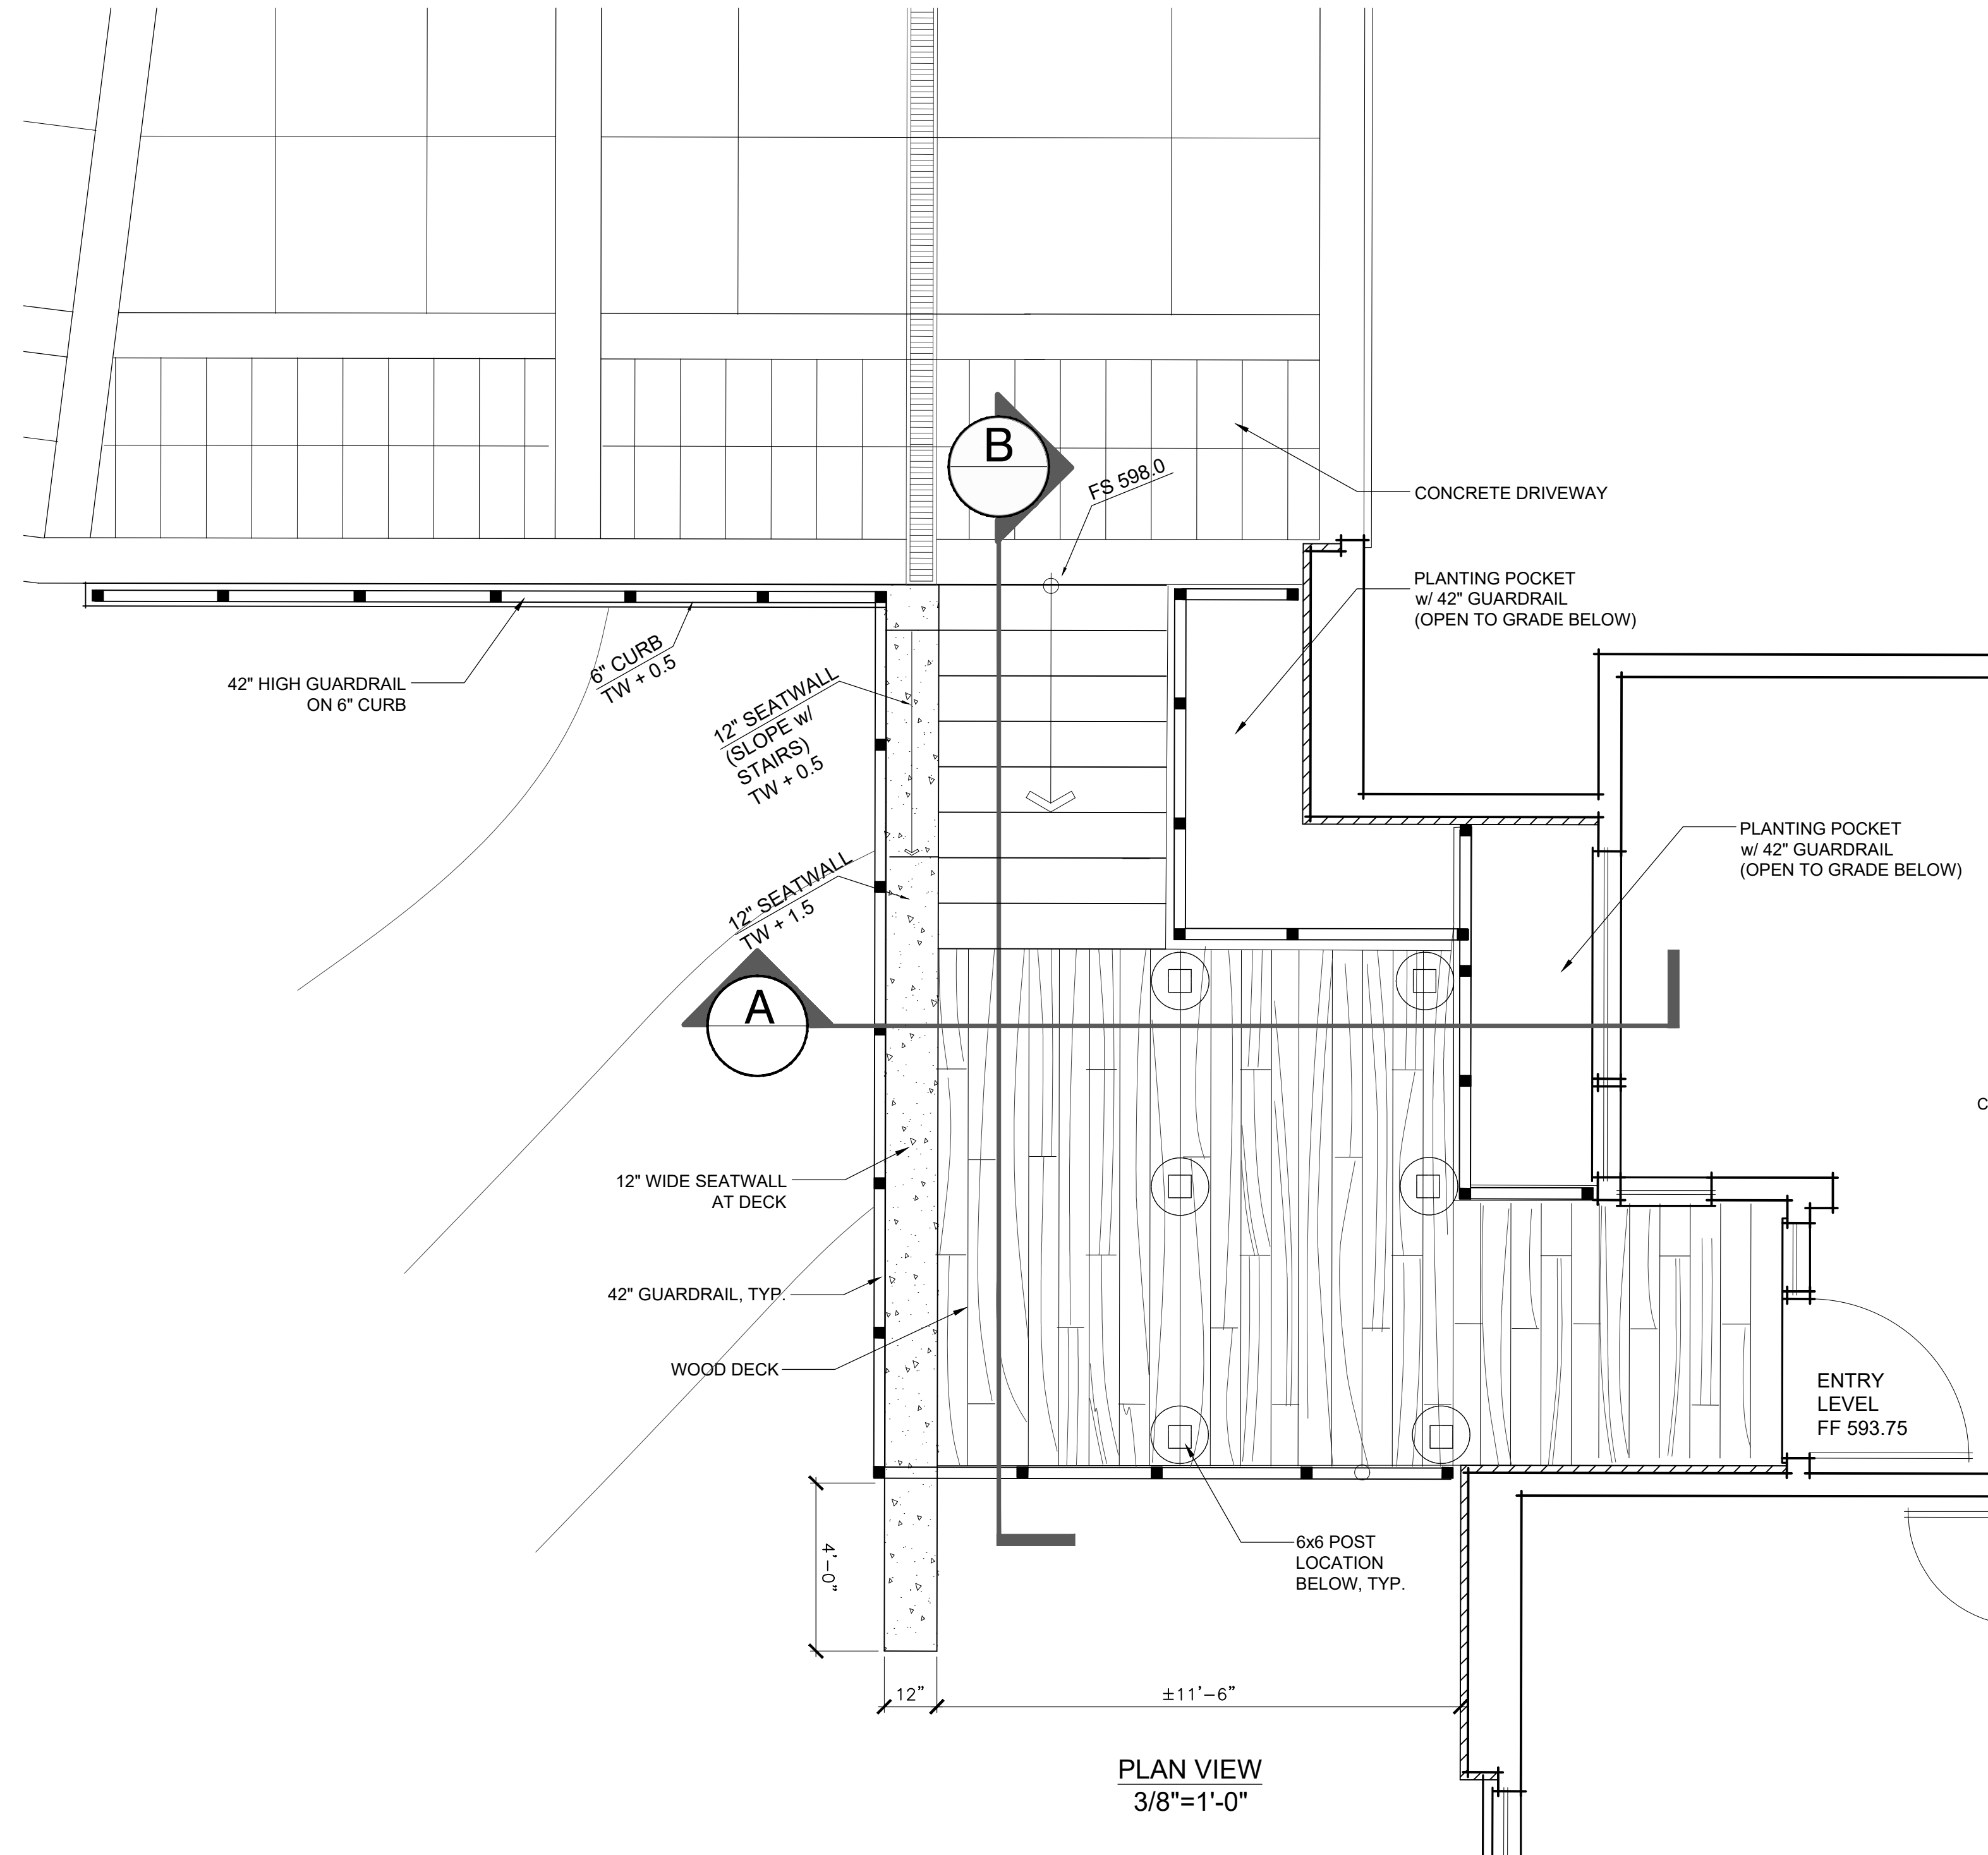 B
FS 598.0
CONCRETE DRIVEWAY
PLANTING POCKET
w/ 42" GUARDRAIL
(OPEN TO GRADE BELOW)
42" HIGH GUARDRAIL
ON 6" CURB
6" CURB
TW + 0.5
12" SEATWALL
(SLOPE w/
STAIRS)
TW + 0.5
PLANTING POCKET
w/ 42" GUARDRAIL
(OPEN TO GRADE BELOW)
12" SEATWALL
TW + 1.5
A
C
12" WIDE SEATWALL
AT DECK
42" GUARDRAIL, TYP.
WOOD DECK
ENTRY
LEVEL
FF 593.75
4'-0"
6x6 POST
LOCATION
BELOW, TYP.
12"
±11'-6"
PLAN VIEW
3/8"=1'-0"